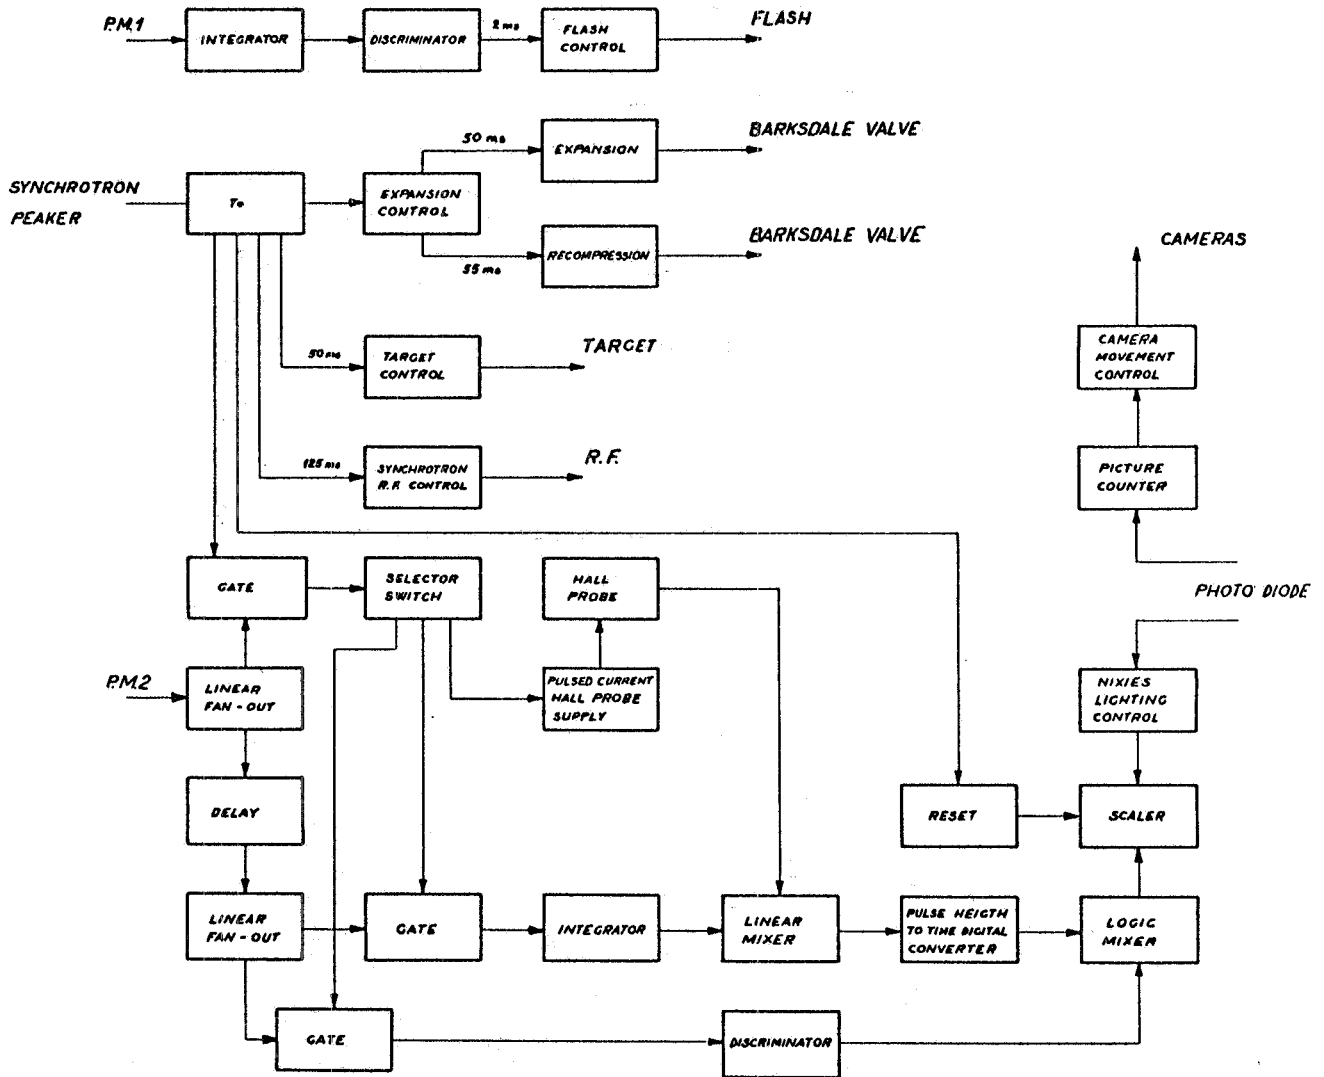 P.M.1
INTEGRATOR
DISCRIMINATOR
2 ms
FLASH
CONTROL
FLASH
SYNCHROTRON
PEAKER
To
EXPANSION
CONTROL
50 ms
EXPANSION
BARKSDALE VALVE
55 ms
RECOMPRESSION
BARKSDALE VALVE
50 ms
TARGET
CONTROL
TARGET
125 ms
SYNCHROTRON
R.F. CONTROL
R.F.
CAMERAS
CAMERA
MOVEMENT
CONTROL
PICTURE
COUNTER
PHOTO DIODE
NIXIES
LIGHTING
CONTROL
GATE
SELECTOR
SWITCH
HALL
PROBE
P.M.2
LINEAR
FAN-OUT
PULSED CURRENT
HALL PROBE
SUPPLY
DELAY
RESET
SCALER
LINEAR
FAN-OUT
GATE
INTEGRATOR
LINEAR
MIXER
PULSE HEIGTH
TO TIME DIGITAL
CONVERTER
LOGIC
MIXER
GATE
DISCRIMINATOR